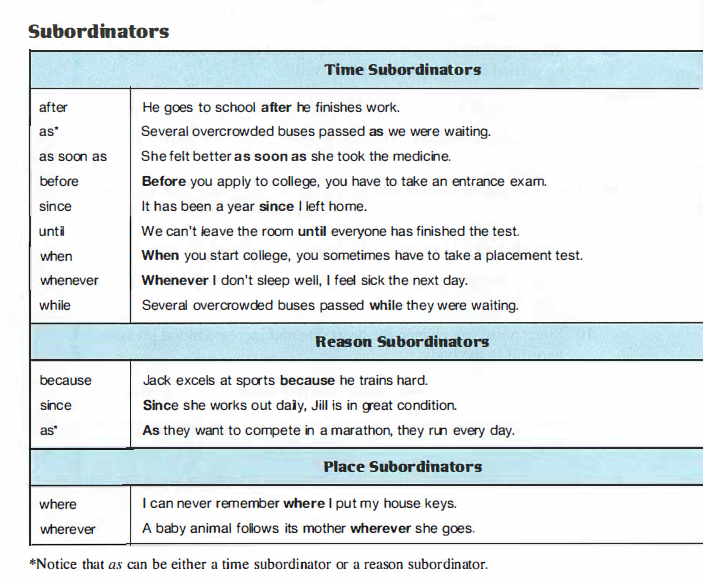 Subordinators
Time Subordinators
after He goes to school after he finishes work.
as* Several overcrowded buses passed as we were waiting.
as soon as She felt better as soon as she took the medicine.
before Before you apply to college, you have to take an entrance exam.
since It has been a year since I left home.
until We can't leave the room until everyone has finished the test.
when When you start college, you sometimes have to take a placement test.
whenever Whenever I don't sleep well, I feel sick the next day.
while Several overcrowded buses passed while they were waiting.
Reason Subordinators
because Jack excels at sports because he trains hard.
since Since she works out daily, Jill is in great condition.
as* As they want to compete in a marathon, they run every day.
Place Subordinators
where I can never remember where I put my house keys.
wherever A baby animal follows its mother wherever she goes.
*Notice that as can be either a time subordinator or a reason subordinator.